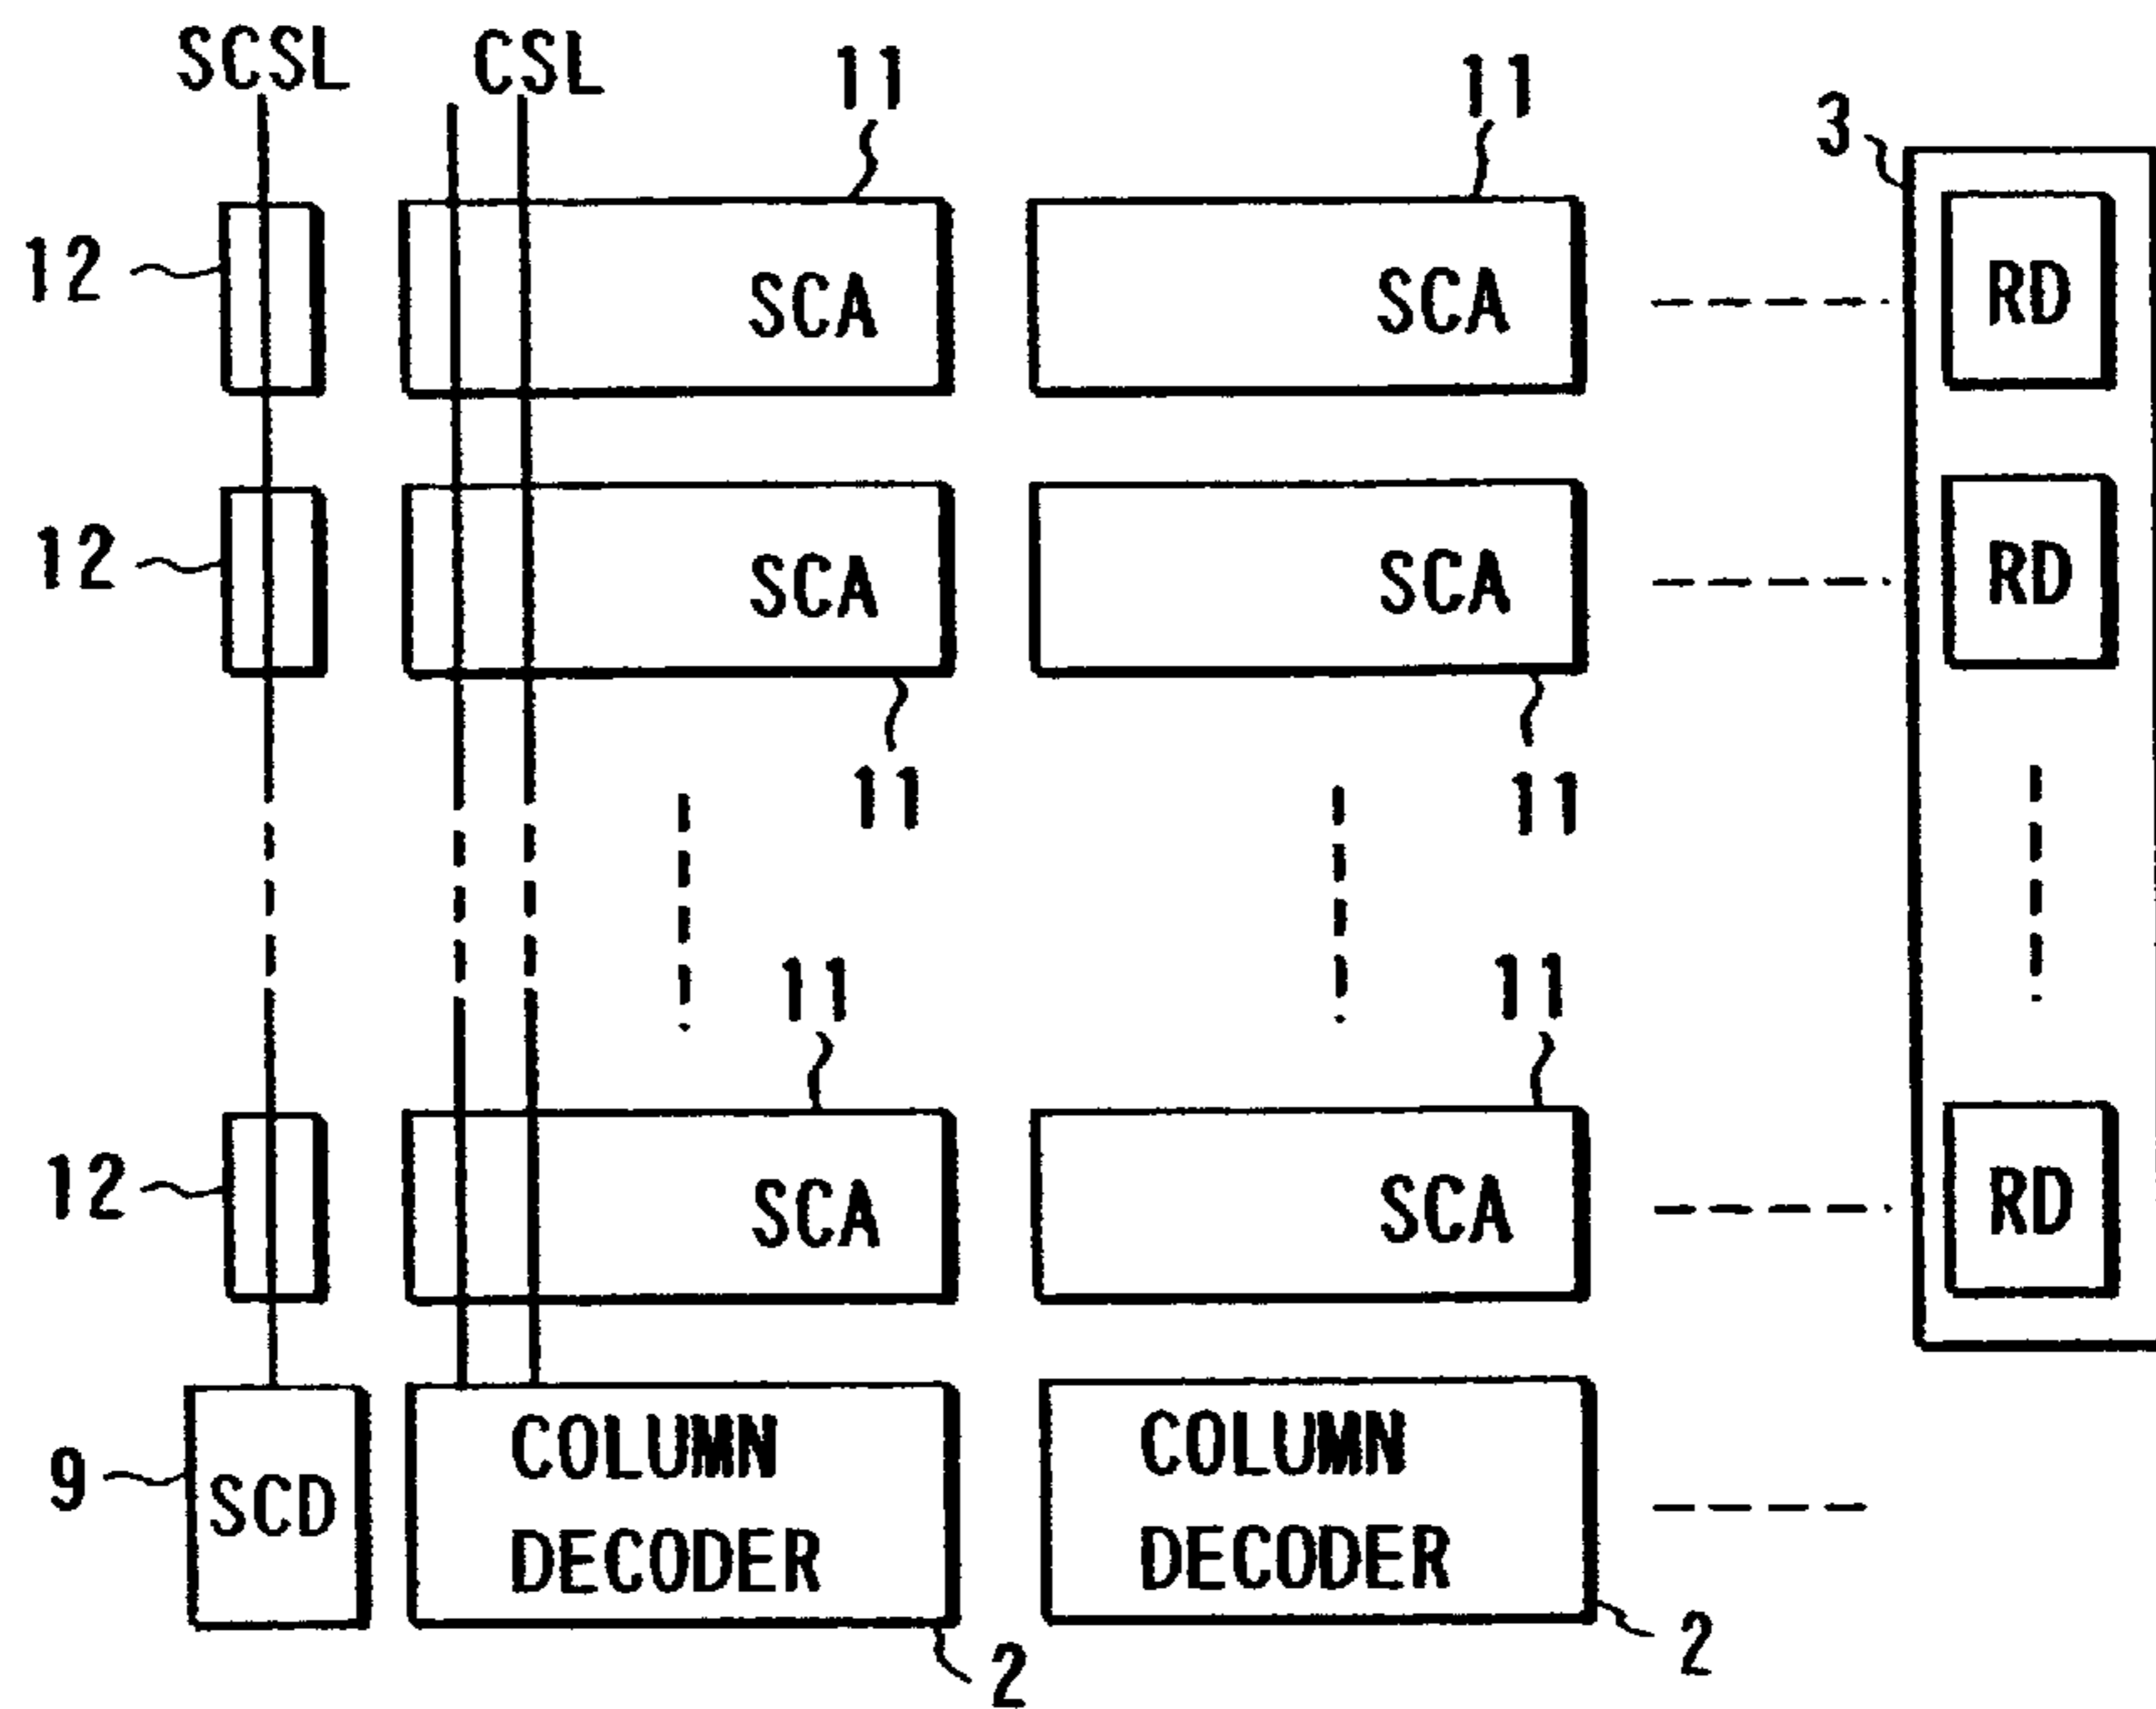 SCSL CSL 11 11
3
12 SCA SCA RD
12 SCA SCA RD
11 11
11 11
12 SCA SCA RD
9 SCD COLUMN DECODER COLUMN DECODER
2 2